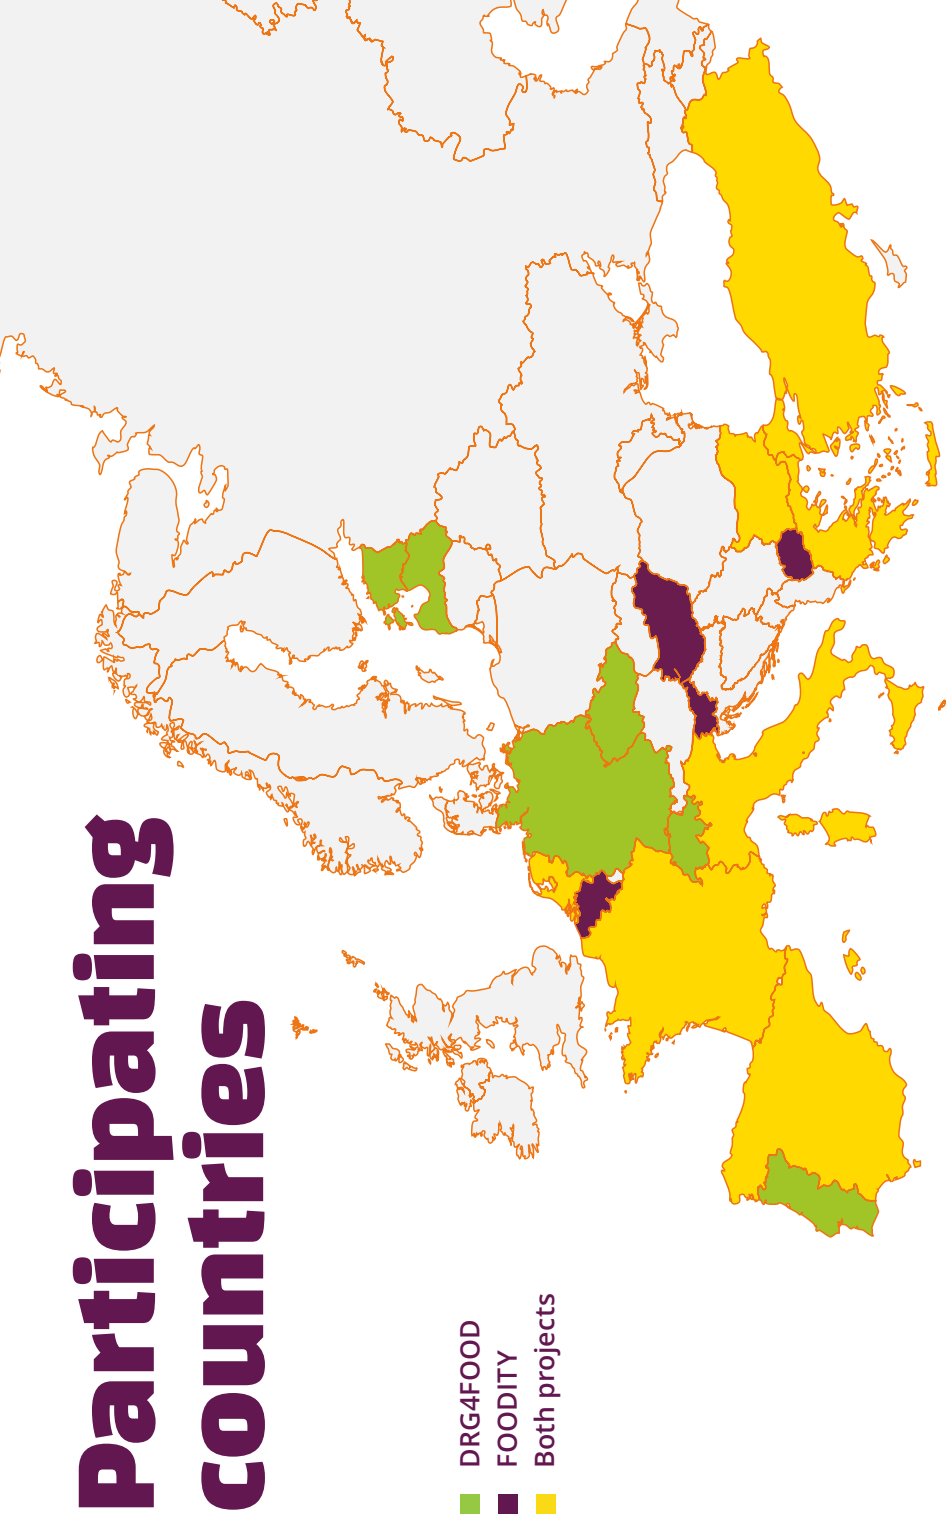 Participating
countries
DRG4FOOD
FOODITY
Both projects